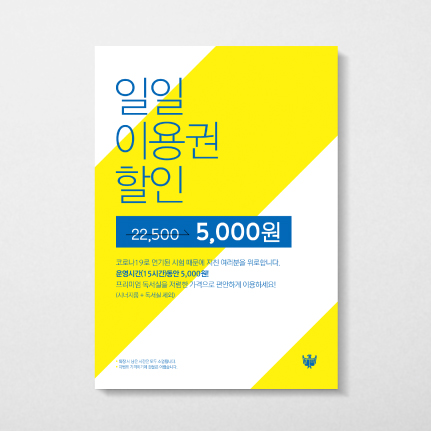 일일
이용권
할인
22,500 → 5,000원
코로나19로 연기된 시험 때문에 지친 여러분을 위로합니다.
운영시간(15시간)동안 5,000원!
프리미엄 독서실을 저렴한 가격으로 편안하게 이용하세요!